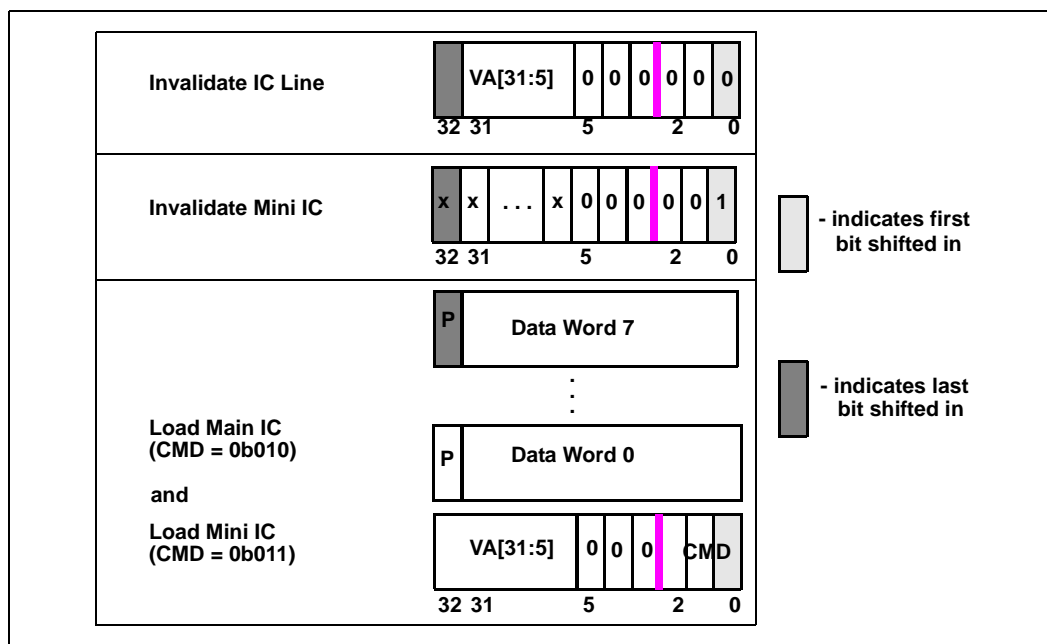 Invalidate IC Line
VA[31:5] 0 0 0 0 0 0
32 31 5 2 0
Invalidate Mini IC
x x . . . x 0 0 0 0 0 1
32 31 5 2 0
- indicates first
bit shifted in
P Data Word 7
.
.
.
- indicates last
bit shifted in
Load Main IC
(CMD = 0b010)
P Data Word 0
and
Load Mini IC
(CMD = 0b011)
VA[31:5] 0 0 0 CMD
32 31 5 2 0